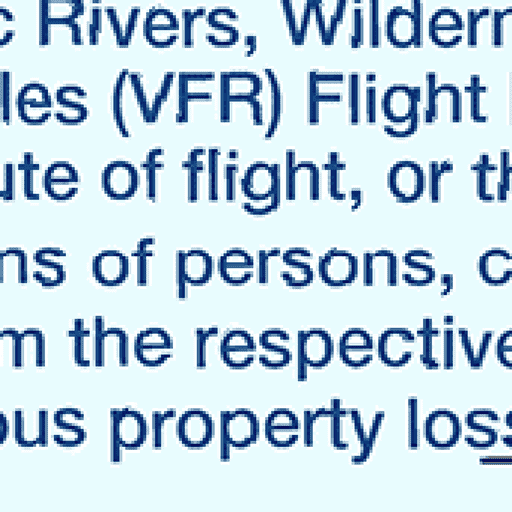 c Rivers, Wildern
les (VFR) Flight
ute of flight, or th
ns of persons, c
m the respective
ous property loss